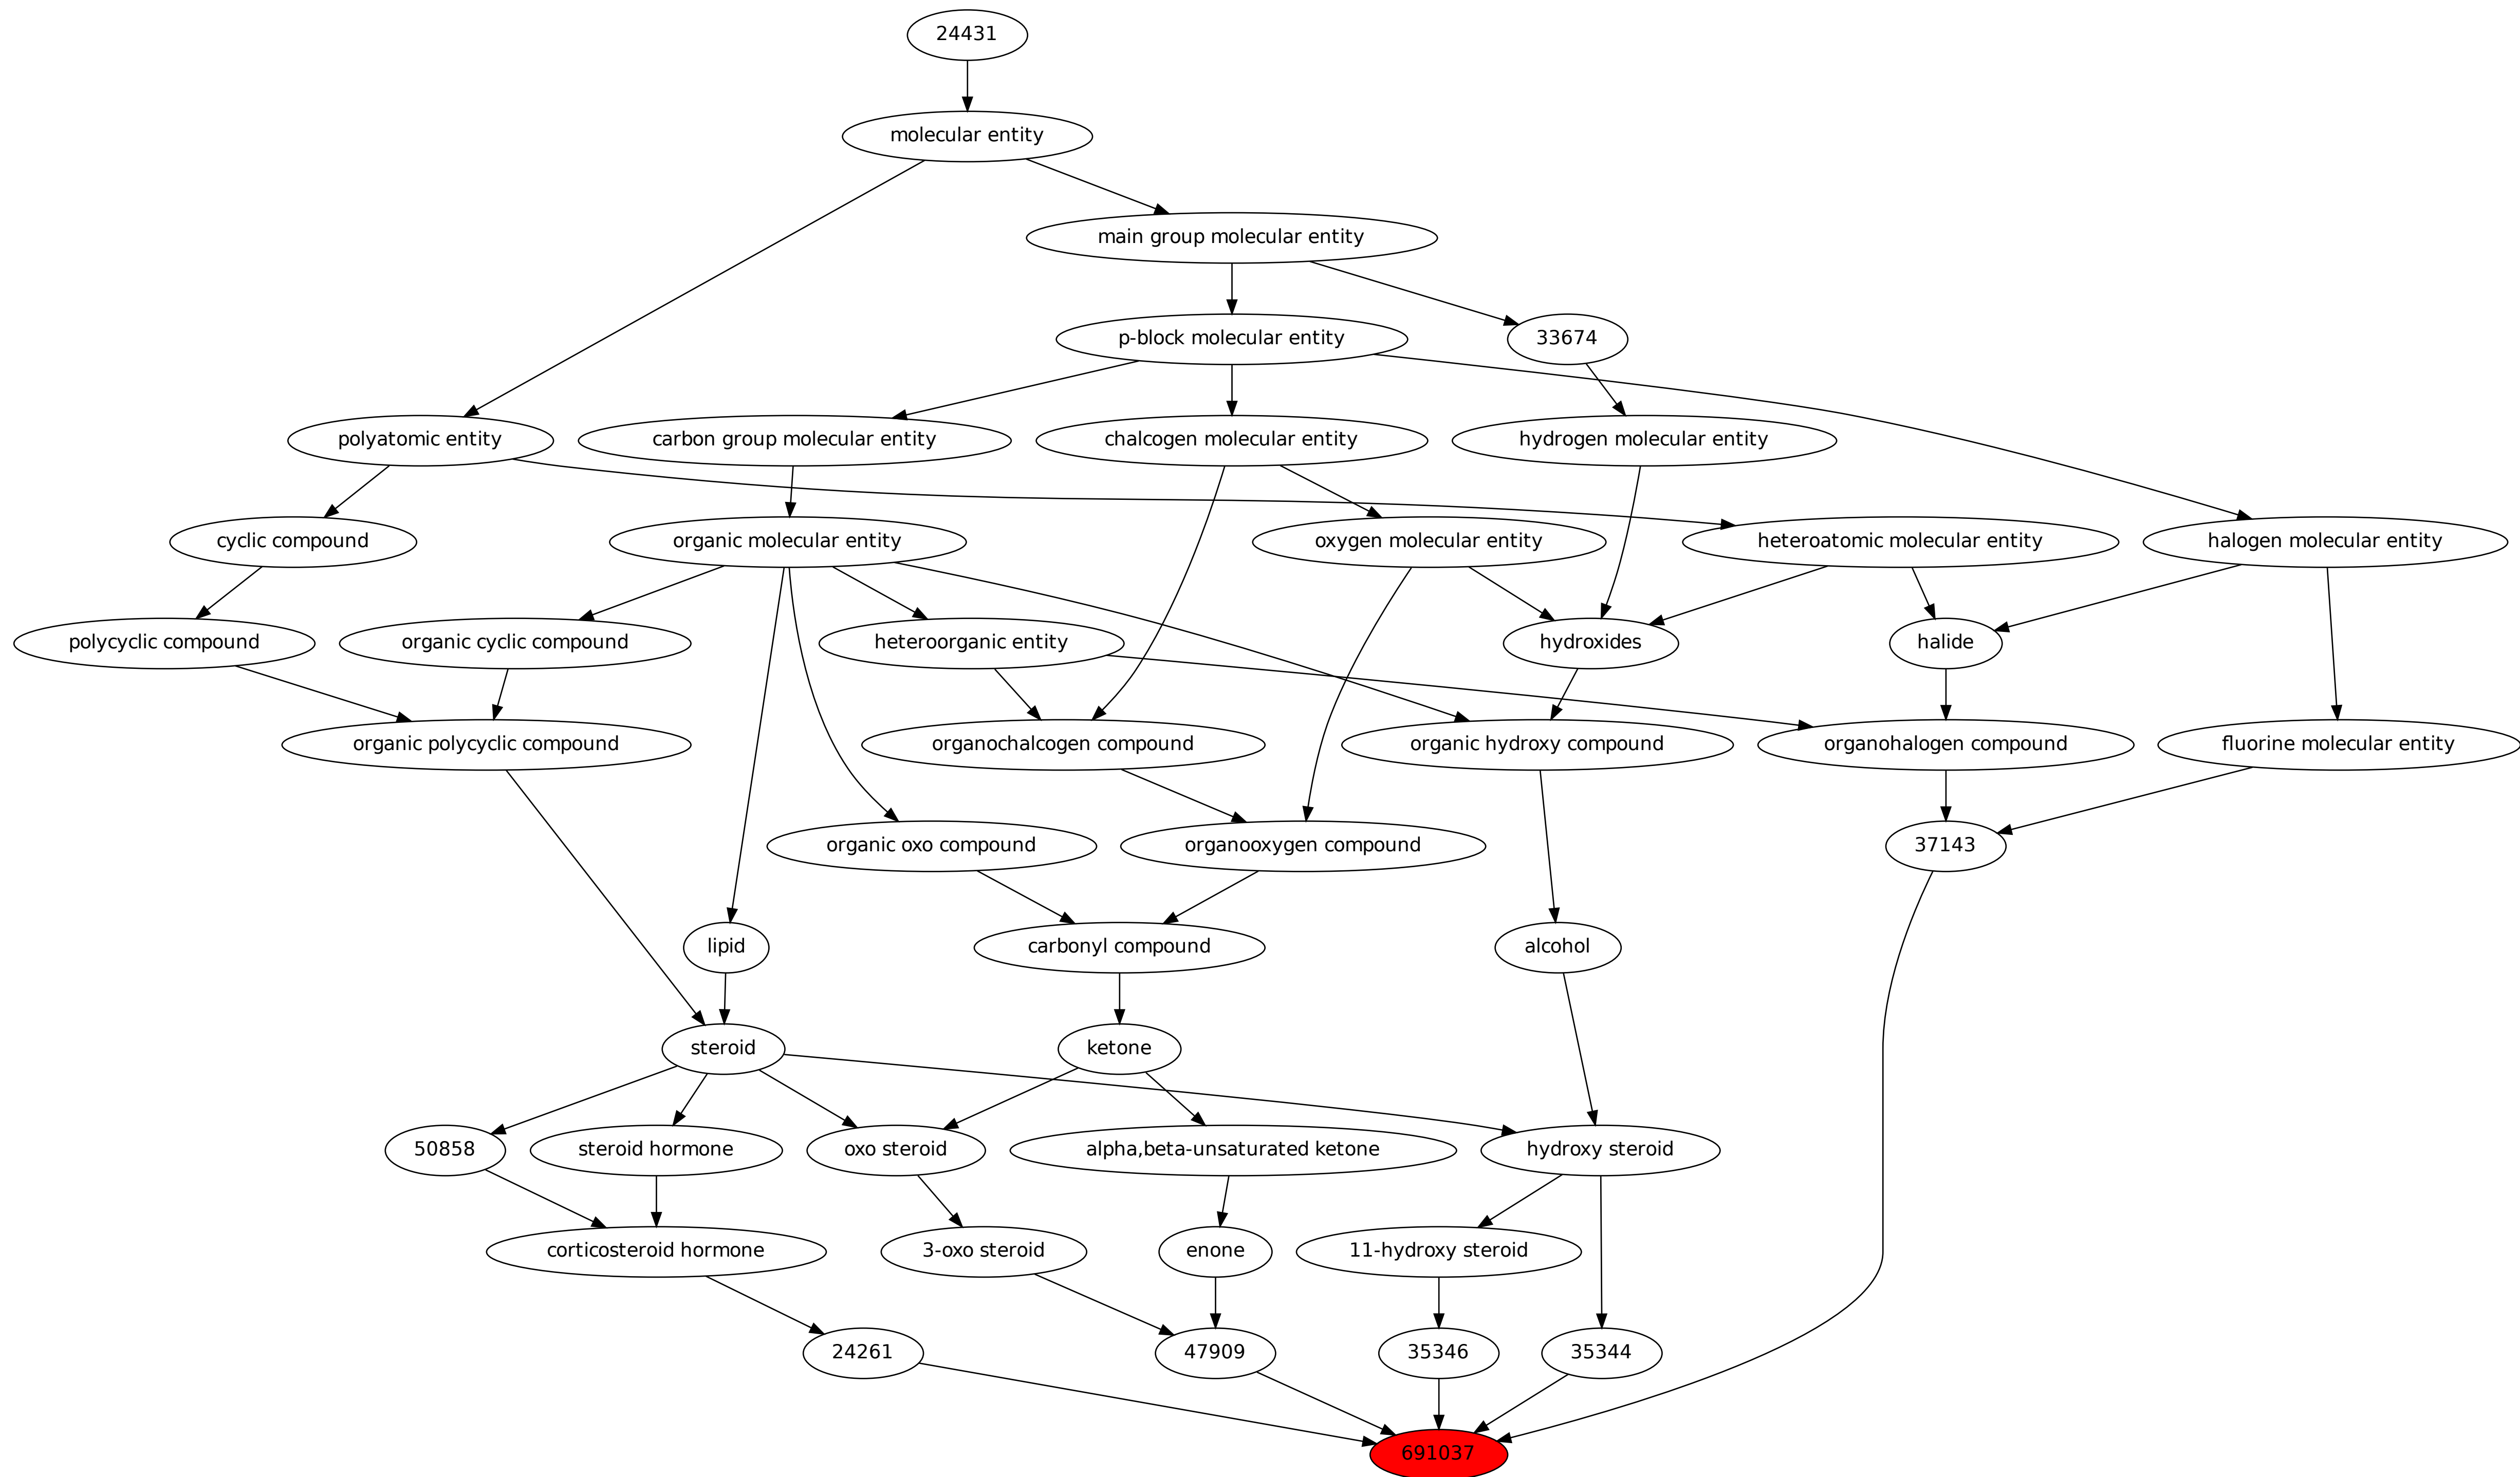 24431
molecular entity
main group molecular entity
p-block molecular entity
33674
polyatomic entity
carbon group molecular entity
chalcogen molecular entity
hydrogen molecular entity
cyclic compound
organic molecular entity
oxygen molecular entity
heteroatomic molecular entity
halogen molecular entity
polycyclic compound
organic cyclic compound
heteroorganic entity
hydroxides
halide
organic polycyclic compound
organochalcogen compound
organic hydroxy compound
organohalogen compound
fluorine molecular entity
organic oxo compound
organooxygen compound
37143
lipid
carbonyl compound
alcohol
steroid
ketone
50858
steroid hormone
oxo steroid
alpha,beta-unsaturated ketone
hydroxy steroid
corticosteroid hormone
3-oxo steroid
enone
11-hydroxy steroid
24261
47909
35346
35344
691037